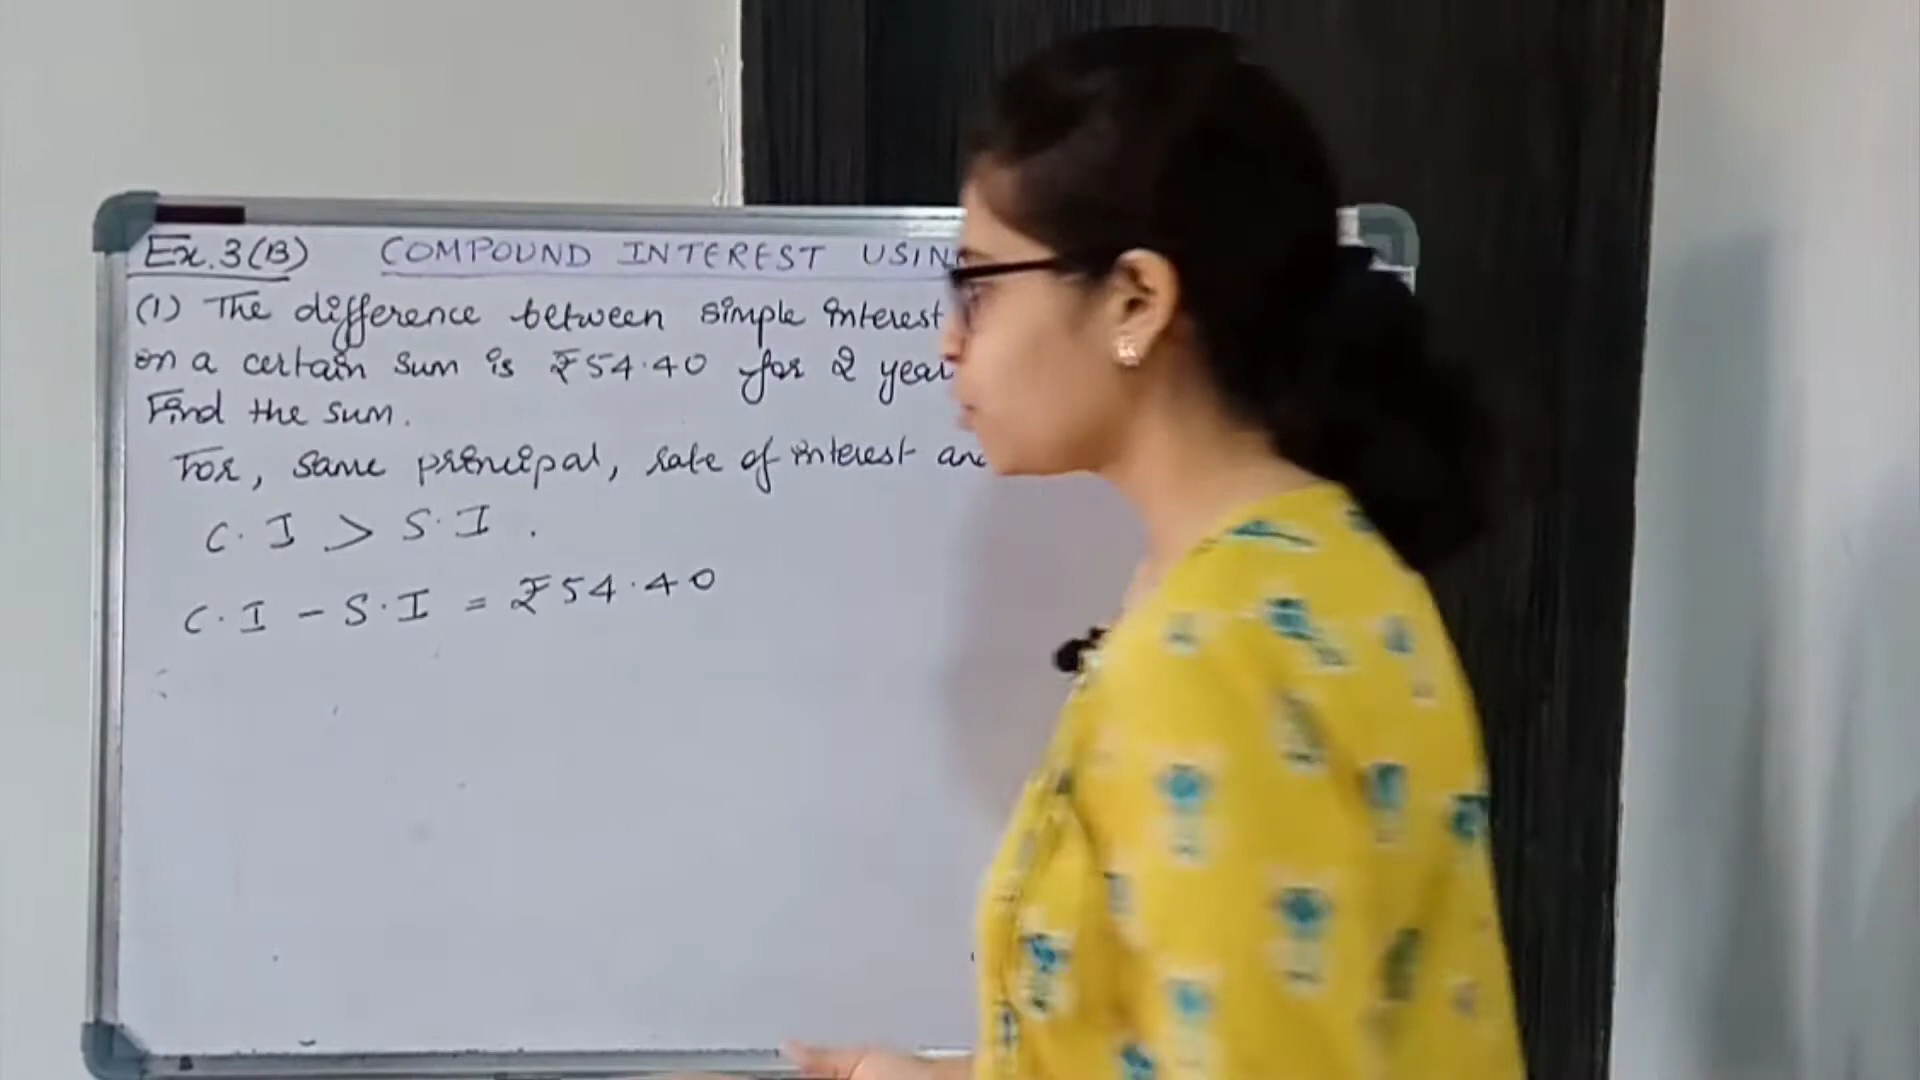 Ex. 3(B) COMPOUND INTEREST USIN
(1) The difference between simple interest
on a certain sum is ₹54.40 for 2 year
Find the sum.
For, same principal, rate of interest and
C.I > S.I.
C.I - S.I = ₹54.40